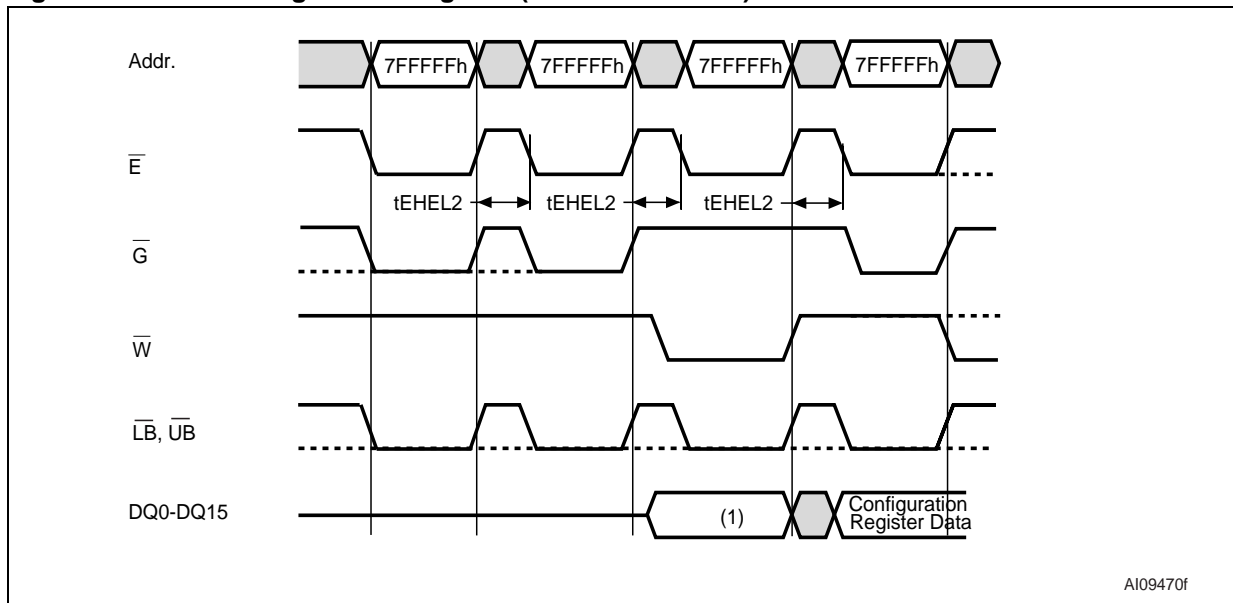 Addr.
7FFFFFh 7FFFFFh 7FFFFFh 7FFFFFh
E
tEHEL2 tEHEL2 tEHEL2
G
W
LB, UB
DQ0-DQ15
(1)
Configuration
Register Data
AI09470f